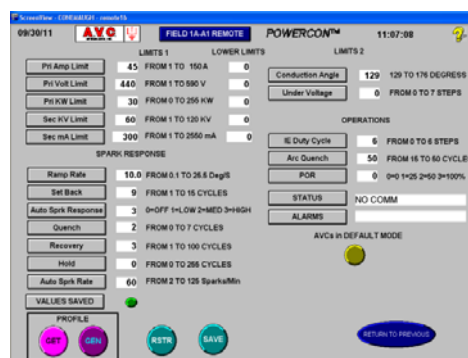 ScreenView - CONEMAUGH - remote1b
09/30/11 AVC FIELD 1A-A1 REMOTE POWERCON™ 11:07:08
LIMITS 1 LOWER LIMITS LIMITS 2
Pri Amp Limit 45 FROM 1 TO 150 A 0
Pri Volt Limit 440 FROM 1 TO 590 V 0
Pri KW Limit 30 FROM 0 TO 255 KW 0
Sec KV Limit 60 FROM 1 TO 120 KV 0
Sec mA Limit 300 FROM 1 TO 2550 mA 0
Conduction Angle 129 129 TO 176 DEGRESS
Under Voltage 0 FROM 0 TO 7 STEPS
SPARK RESPONSE
Ramp Rate 10.0 FROM 0.1 TO 25.5 Deg/S
Set Back 9 FROM 1 TO 15 CYCLES
Auto Sprk Response 3 0=OFF 1=LOW 2=MED 3=HIGH
Quench 2 FROM 0 TO 7 CYCLES
Recovery 3 FROM 1 TO 100 CYCLES
Hold 0 FROM 0 TO 255 CYCLES
Auto Sprk Rate 60 FROM 2 TO 125 Sparks/Min
VALUES SAVED
OPERATIONS
IE Duty Cycle 6 FROM 0 TO 6 STEPS
Arc Quench 50 FROM 15 TO 50 CYCLE
POR 0 0=0 1=25 2=50 3=100%
STATUS NO COMM
ALARMS
AVCs in DEFAULT MODE
PROFILE
GET GEN RSTR SAVE RETURN TO PREVIOUS